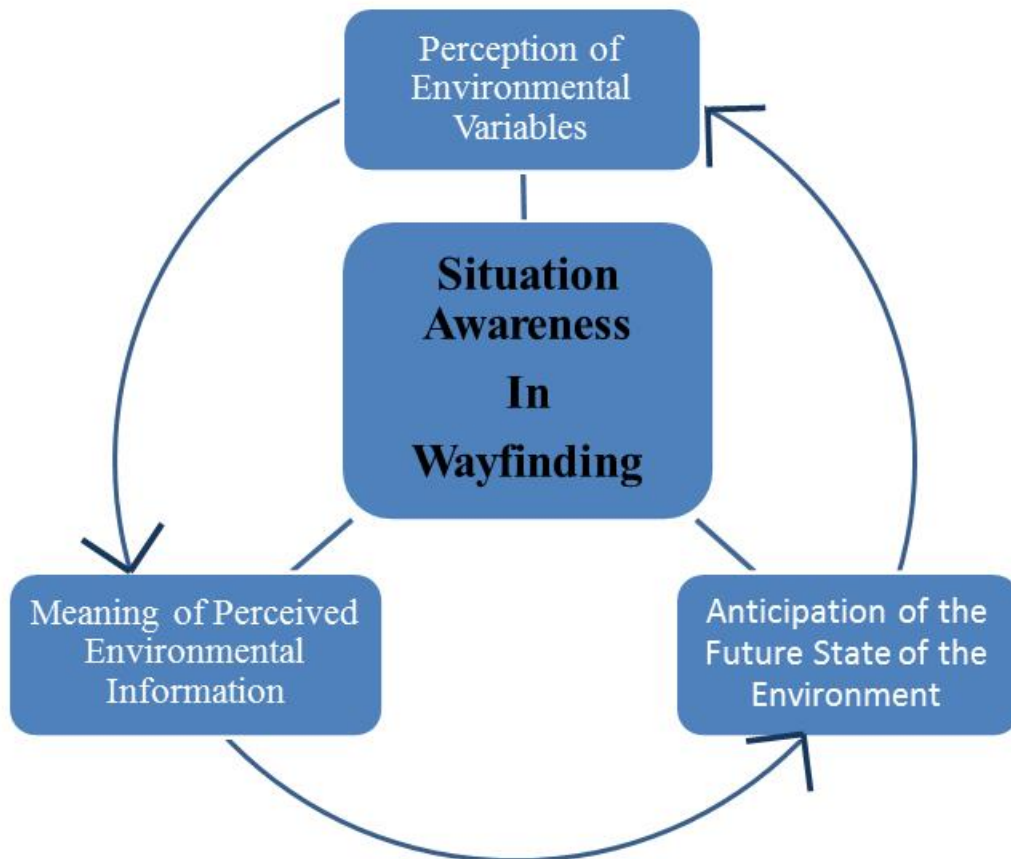 Perception of
Environmental
Variables
Situation
Awareness
In
Wayfinding
Meaning of Perceived
Environmental
Information
Anticipation of the
Future State of the
Environment